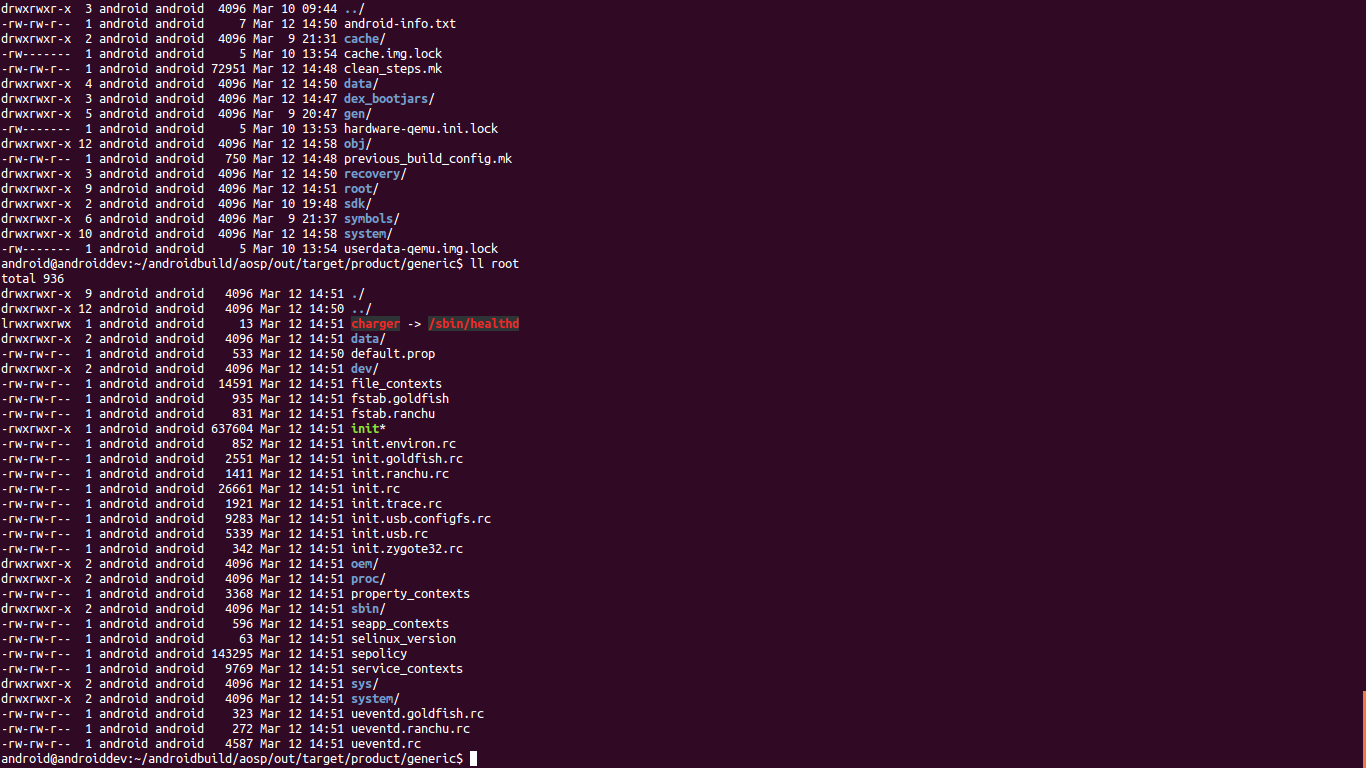 drwxrwxr-x  3 android android  4096 Mar 10 09:44 ../
-rw-rw-r--  1 android android     7 Mar 12 14:50 android-info.txt
drwxrwxr-x  2 android android  4096 Mar  9 21:31 cache/
-rw-------  1 android android     5 Mar 10 13:54 cache.img.lock
-rw-rw-r--  1 android android 72951 Mar 12 14:48 clean_steps.mk
drwxrwxr-x  4 android android  4096 Mar 12 14:50 data/
drwxrwxr-x  3 android android  4096 Mar 12 14:47 dex_bootjars/
drwxrwxr-x  5 android android  4096 Mar  9 20:47 gen/
-rw-------  1 android android     5 Mar 10 13:53 hardware-qemu.ini.lock
drwxrwxr-x 12 android android  4096 Mar 12 14:58 obj/
-rw-rw-r--  1 android android   750 Mar 12 14:48 previous_build_config.mk
drwxrwxr-x  3 android android  4096 Mar 12 14:50 recovery/
drwxrwxr-x  9 android android  4096 Mar 12 14:51 root/
drwxrwxr-x  2 android android  4096 Mar 10 19:48 sdk/
drwxrwxr-x  6 android android  4096 Mar  9 21:37 symbols/
drwxrwxr-x 10 android android  4096 Mar 12 14:58 system/
-rw-------  1 android android     5 Mar 10 13:54 userdata-qemu.img.lock
android@androiddev:~/androidbuild/aosp/out/target/product/generic$ ll root
total 936
drwxrwxr-x  9 android android   4096 Mar 12 14:51 ./
drwxrwxr-x 12 android android   4096 Mar 12 14:50 ../
lrwxrwxrwx  1 android android     13 Mar 12 14:51 charger -> /sbin/healthd
drwxrwxr-x  2 android android   4096 Mar 12 14:51 data/
-rw-rw-r--  1 android android    533 Mar 12 14:50 default.prop
drwxrwxr-x  2 android android   4096 Mar 12 14:51 dev/
-rw-rw-r--  1 android android  14591 Mar 12 14:51 file_contexts
-rw-rw-r--  1 android android    935 Mar 12 14:51 fstab.goldfish
-rw-rw-r--  1 android android    831 Mar 12 14:51 fstab.ranchu
-rwxrwxr-x  1 android android 637604 Mar 12 14:51 init*
-rw-rw-r--  1 android android    852 Mar 12 14:51 init.environ.rc
-rw-rw-r--  1 android android   2551 Mar 12 14:51 init.goldfish.rc
-rw-rw-r--  1 android android   1411 Mar 12 14:51 init.ranchu.rc
-rw-rw-r--  1 android android  26661 Mar 12 14:51 init.rc
-rw-rw-r--  1 android android   1921 Mar 12 14:51 init.trace.rc
-rw-rw-r--  1 android android   9283 Mar 12 14:51 init.usb.configfs.rc
-rw-rw-r--  1 android android   5339 Mar 12 14:51 init.usb.rc
-rw-rw-r--  1 android android    342 Mar 12 14:51 init.zygote32.rc
drwxrwxr-x  2 android android   4096 Mar 12 14:51 oem/
drwxrwxr-x  2 android android   4096 Mar 12 14:51 proc/
-rw-rw-r--  1 android android   3368 Mar 12 14:51 property_contexts
drwxrwxr-x  2 android android   4096 Mar 12 14:51 sbin/
-rw-rw-r--  1 android android    596 Mar 12 14:51 seapp_contexts
-rw-rw-r--  1 android android     63 Mar 12 14:51 selinux_version
-rw-rw-r--  1 android android 143295 Mar 12 14:51 sepolicy
-rw-rw-r--  1 android android   9769 Mar 12 14:51 service_contexts
drwxrwxr-x  2 android android   4096 Mar 12 14:51 sys/
drwxrwxr-x  2 android android   4096 Mar 12 14:51 system/
-rw-rw-r--  1 android android    323 Mar 12 14:51 ueventd.goldfish.rc
-rw-rw-r--  1 android android    272 Mar 12 14:51 ueventd.ranchu.rc
-rw-rw-r--  1 android android   4587 Mar 12 14:51 ueventd.rc
android@androiddev:~/androidbuild/aosp/out/target/product/generic$